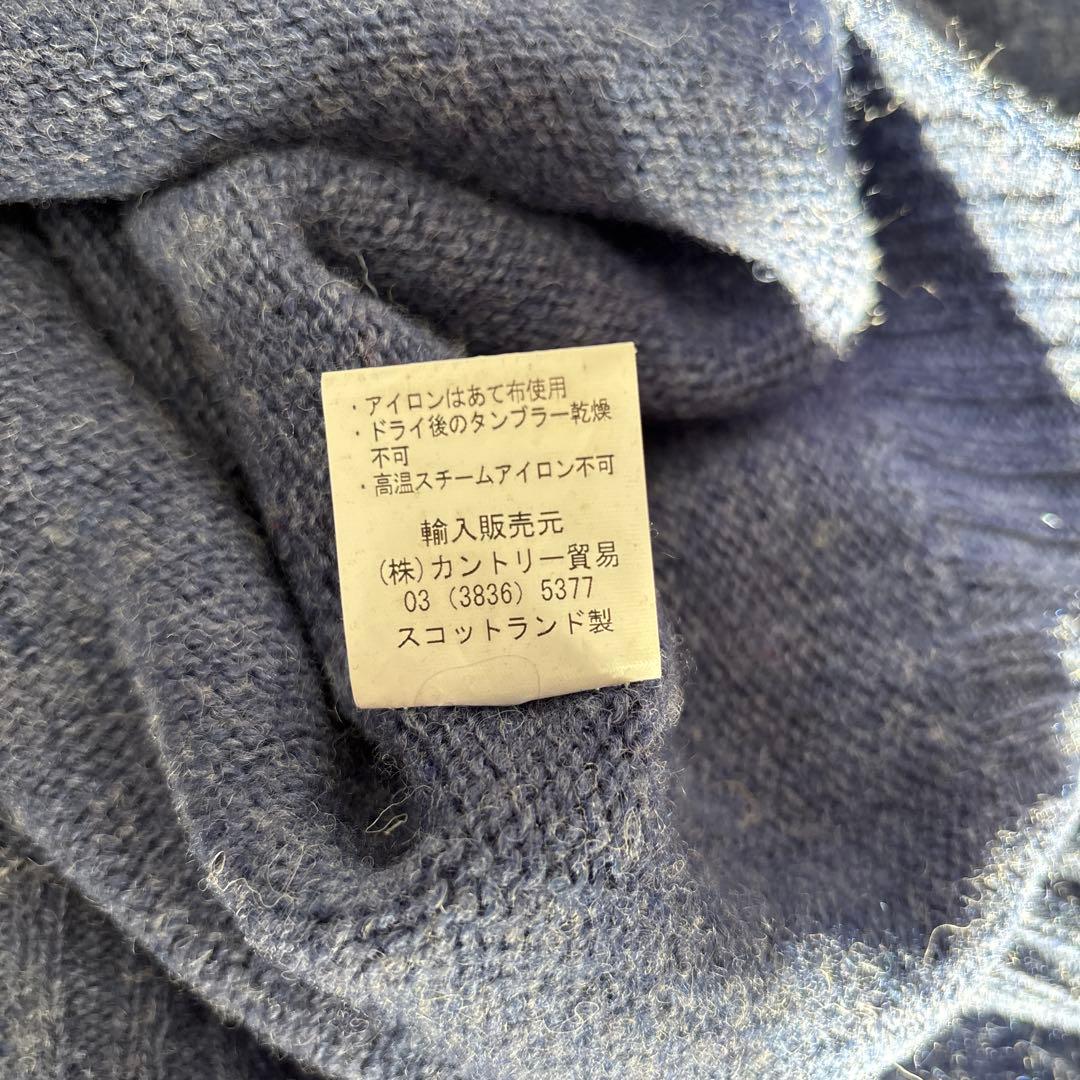 ・アイロンはあて布使用
・ドライ後のタンブラー乾燥
不可
・高温スチームアイロン不可
輸入販売元
(株)カントリー貿易
03 (3836) 5377
スコットランド製